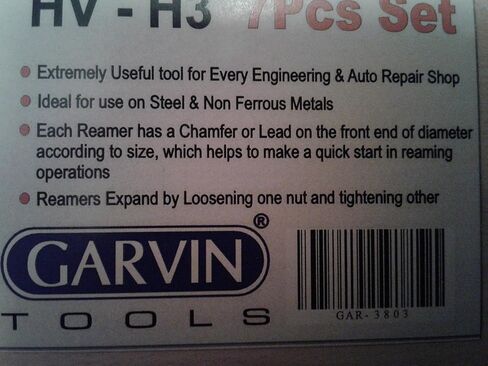 HV - H3 7Pcs Set
Extremely Useful tool for Every Engineering & Auto Repair Shop
Ideal for use on Steel & Non Ferrous Metals
Each Reamer has a Chamfer or Lead on the front end of diameter
according to size, which helps to make a quick start in reaming
operations
Reamers Expand by Loosening one nut and tightening other
GARVIN®
TOOLS
GAR-3803